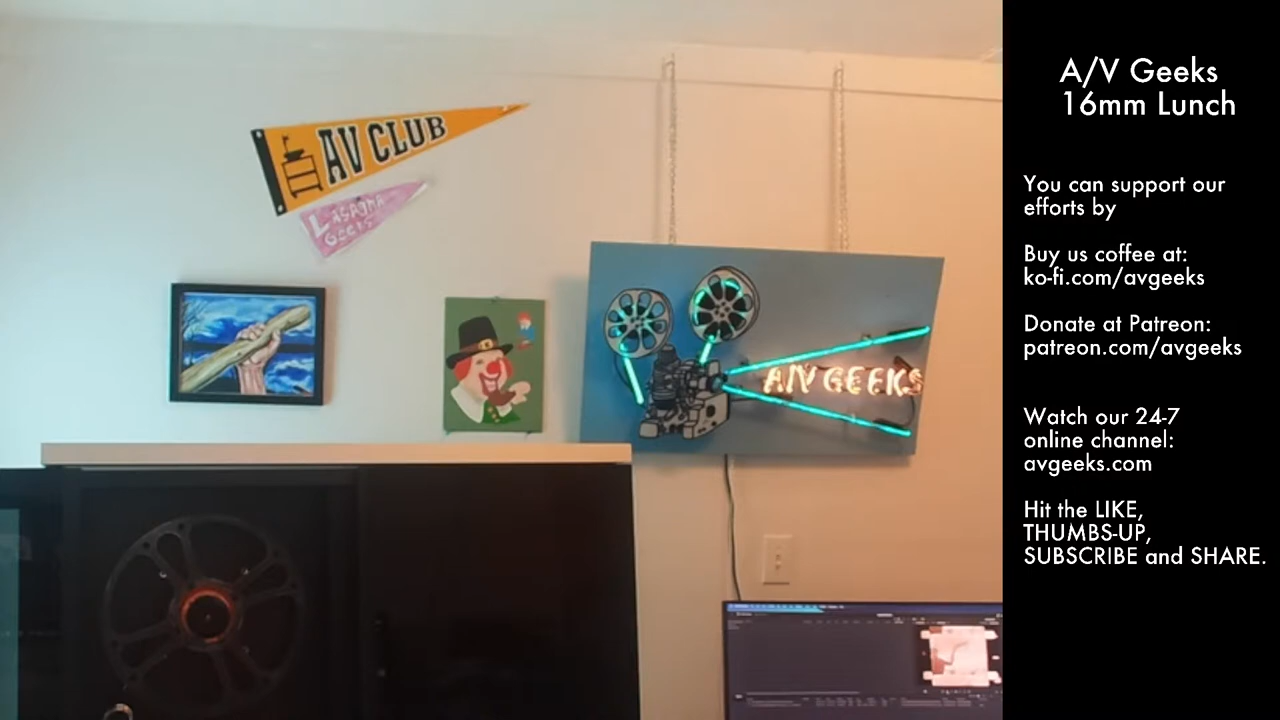 AV CLUB
LASAGNA
GEEKS
A/V GEEKS
A/V Geeks
16mm Lunch
You can support our
efforts by
Buy us coffee at:
ko-fi.com/avgeeks
Donate at Patreon:
patreon.com/avgeeks
Watch our 24-7
online channel:
avgeeks.com
Hit the LIKE,
THUMBS-UP,
SUBSCRIBE and SHARE.